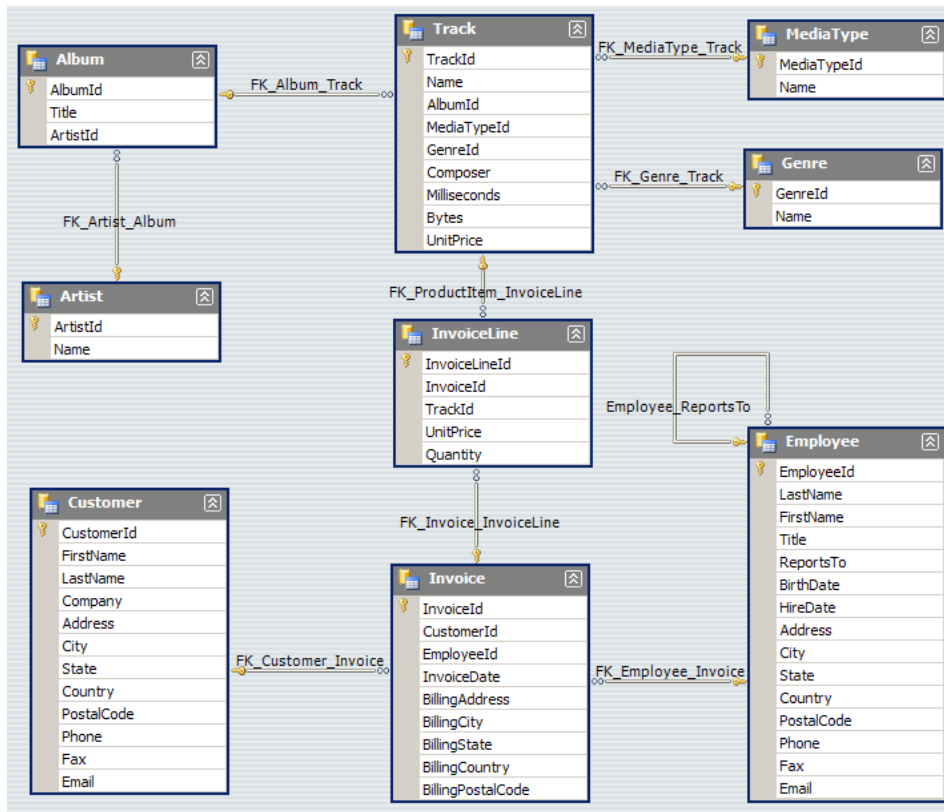 Album
AlbumId
Title
ArtistId
FK_Album_Track
Track
TrackId
Name
AlbumId
MediaTypeId
GenreId
Composer
Milliseconds
Bytes
UnitPrice
FK_MediaType_Track
MediaType
MediaTypeId
Name
FK_Genre_Track
Genre
GenreId
Name
FK_Artist_Album
Artist
ArtistId
Name
FK_ProductItem_InvoiceLine
InvoiceLine
InvoiceLineId
InvoiceId
TrackId
UnitPrice
Quantity
Employee_ReportsTo
Employee
EmployeeId
LastName
FirstName
Title
ReportsTo
BirthDate
HireDate
Address
City
State
Country
PostalCode
Phone
Fax
Email
FK_Invoice_InvoiceLine
Customer
CustomerId
FirstName
LastName
Company
Address
City
State
Country
PostalCode
Phone
Fax
Email
FK_Customer_Invoice
Invoice
InvoiceId
CustomerId
EmployeeId
InvoiceDate
BillingAddress
BillingCity
BillingState
BillingCountry
BillingPostalCode
FK_Employee_Invoice